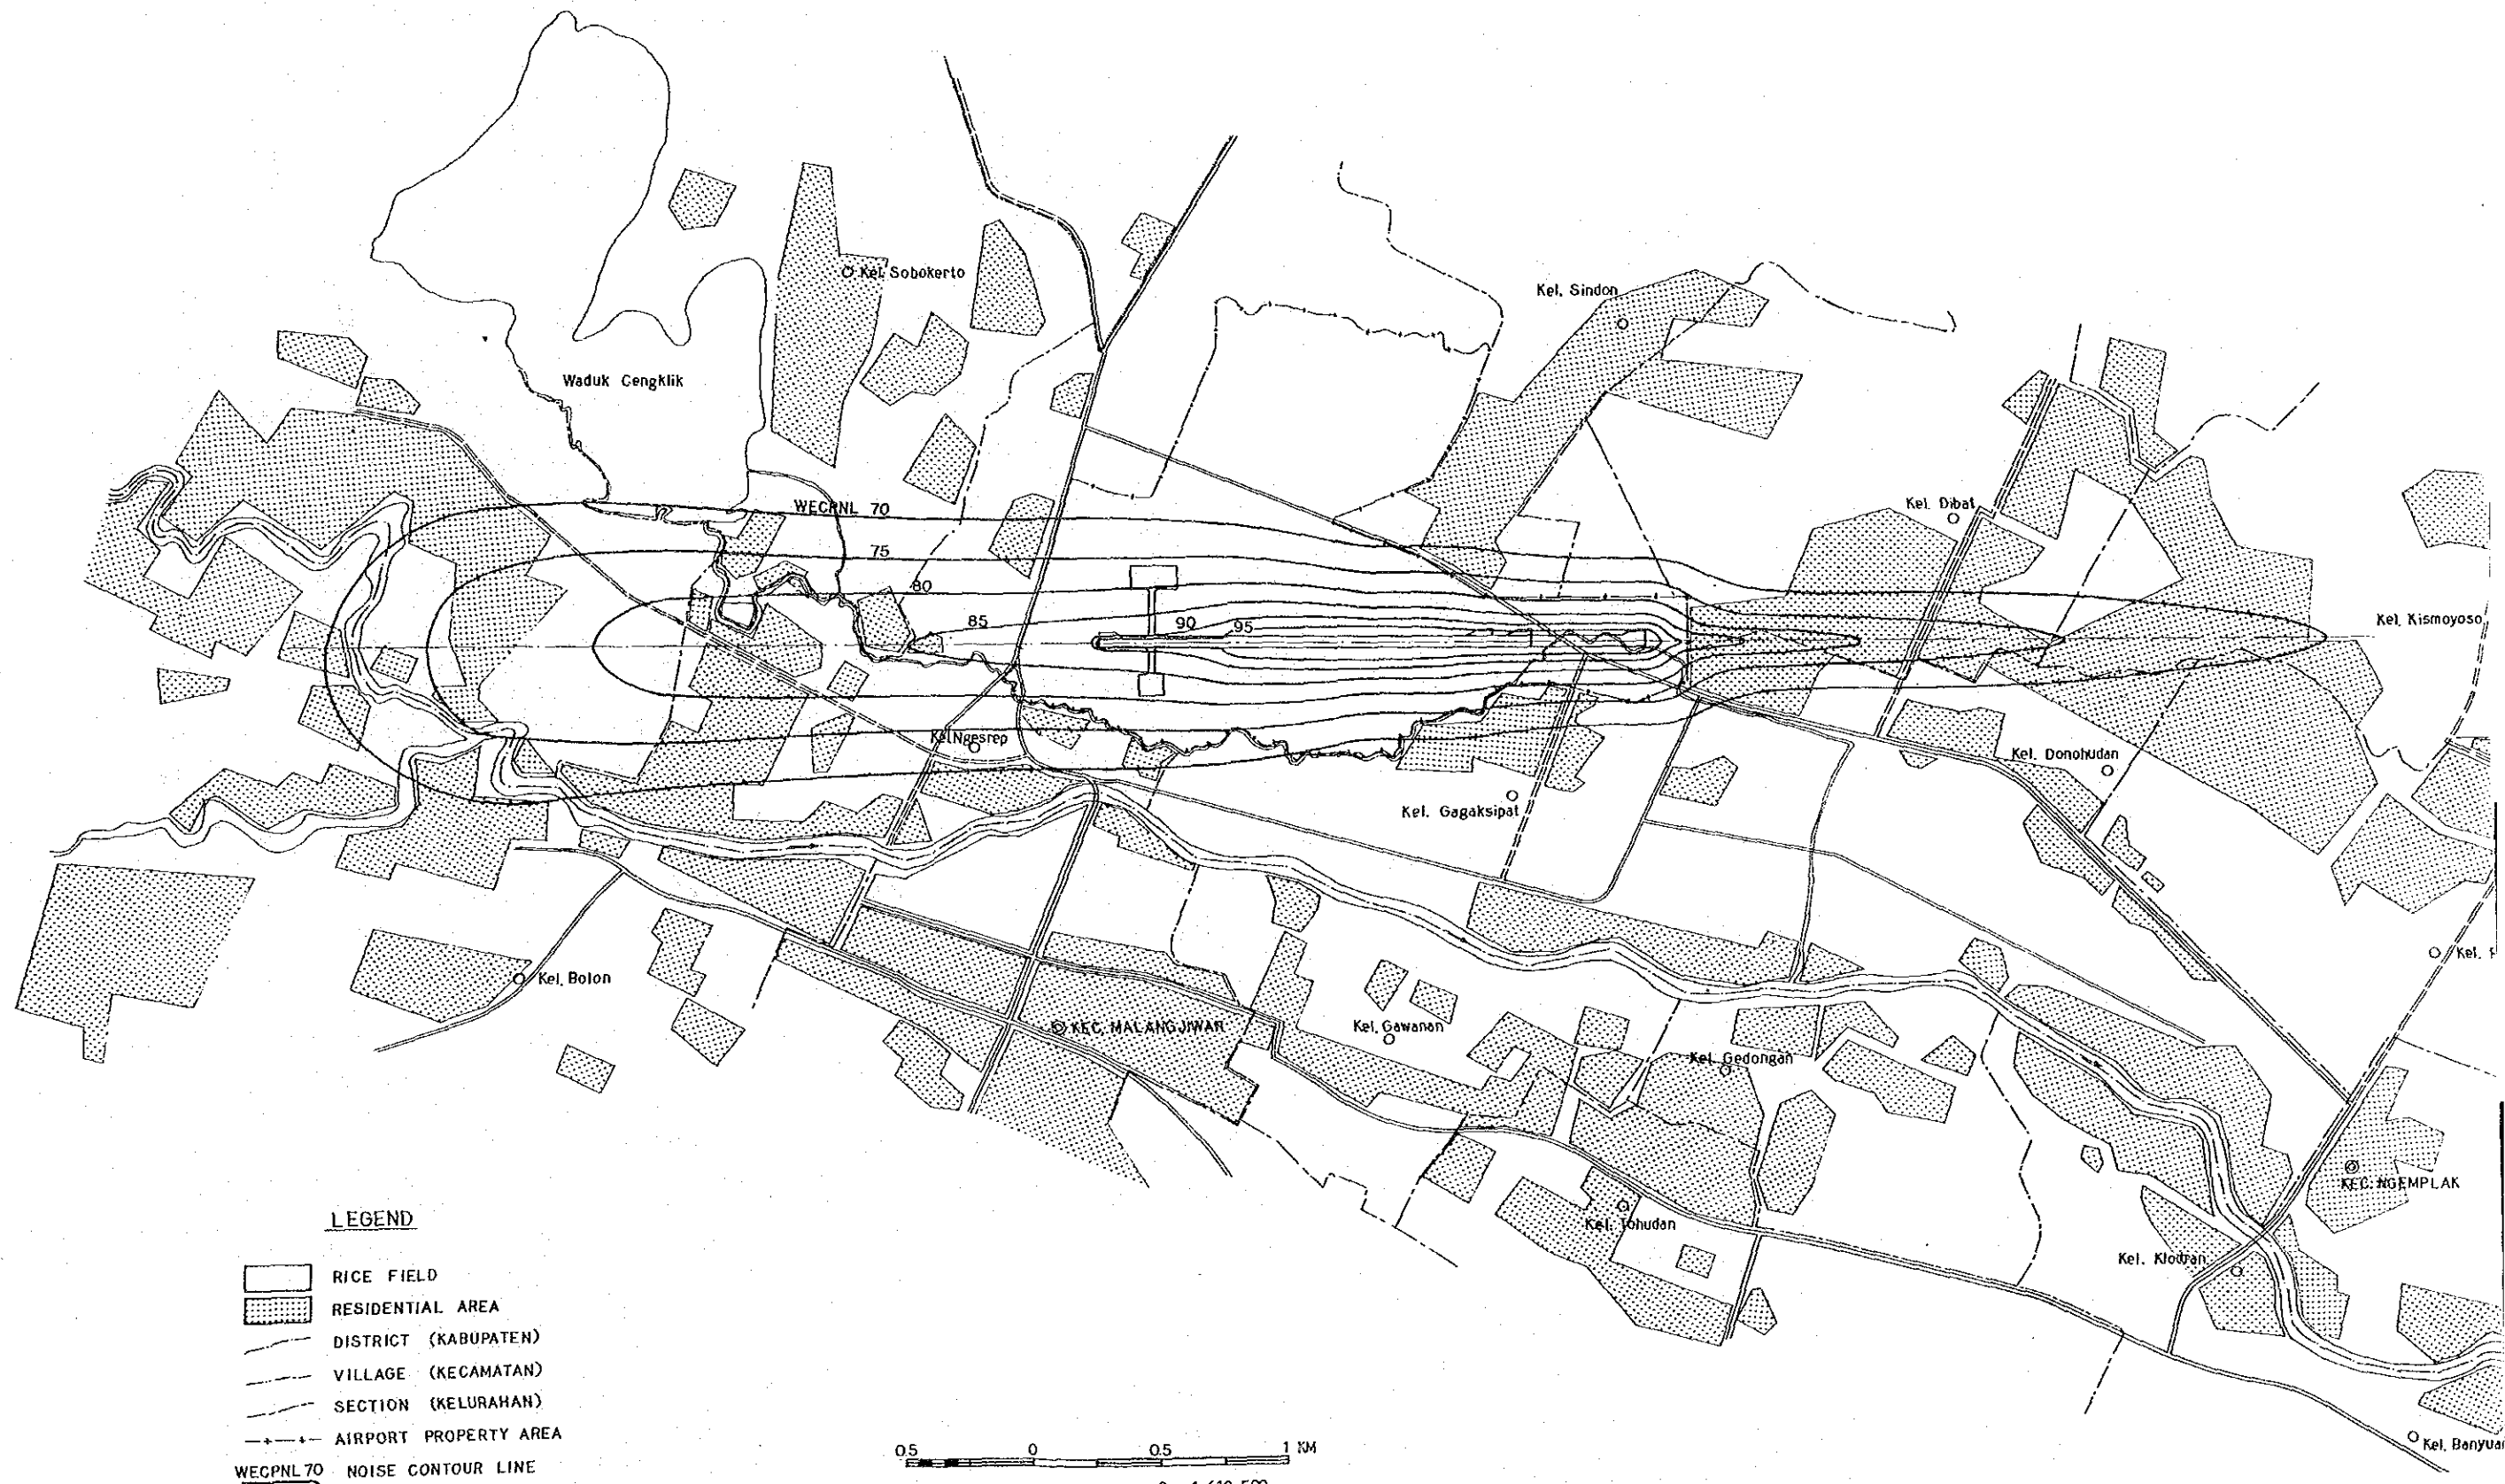 Kel. Sobokerto
Kel. Sindon
Waduk Cengklik
WECPNL 70
75
80
85
90
95
Kel. Dibal
Kel. Kismoyoso
Kel. Ngesrep
Kel. Donohudan
Kel. Gagaksipat
Kel. Bolon
Kel.
KEC. MALANGJIWAN
Kel. Gawanan
Kel. Gedongan
KEC. NGEMPLAK
Kel. Tohudan
Kel. Klodran
Kel. Banyuan
LEGEND
RICE FIELD
RESIDENTIAL AREA
DISTRICT (KABUPATEN)
VILLAGE (KECAMATAN)
SECTION (KELURAHAN)
AIRPORT PROPERTY AREA
WECPNL 70 NOISE CONTOUR LINE
0.5 0 0.5 1 KM